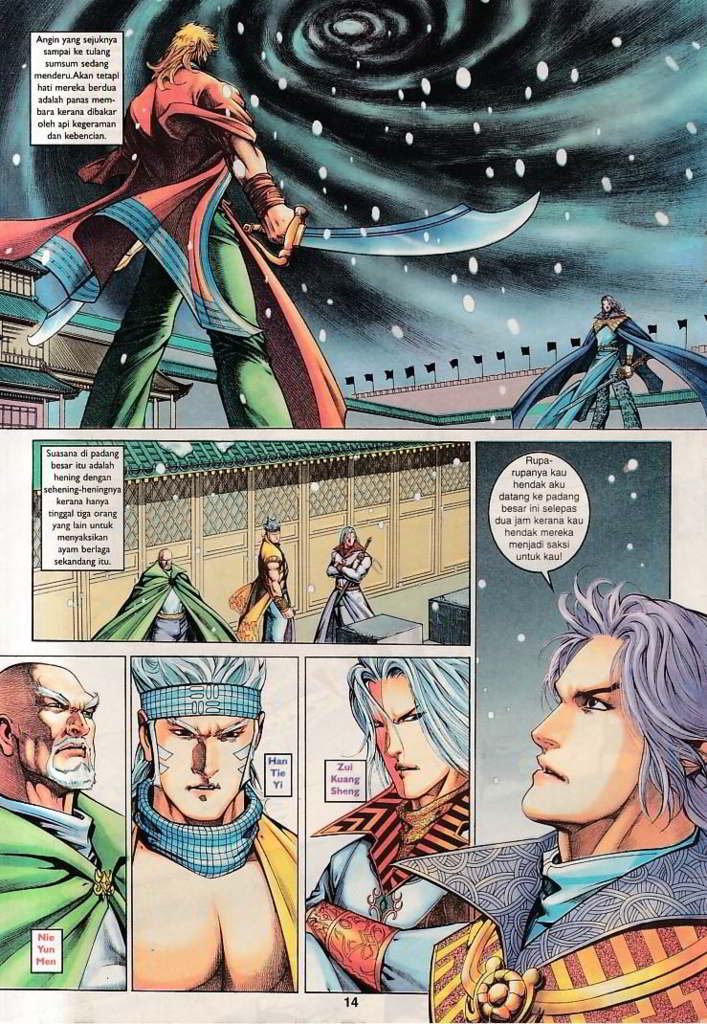 Angin yang sejuknya
sampai ke tulang
sumsum sedang
menderu.Akan tetapi
hati mereka berdua
adalah panas mem-
bara kerana dibakar
oleh api kegeraman
dan kebencian.
Suasana di padang
besar itu adalah
hening dengan
sehening-heningnya
kerana hanya
tinggal tiga orang
yang lain untuk
menyaksikan
ayam berlaga
sekandang itu.
Rupa-
rupanya kau
hendak aku
datang ke padang
besar ini selepas
dua jam kerana kau
hendak mereka
menjadi saksi
untuk kau!
Nie
Yun
Men
Han
Tie
Yi
Zui
Kuang
Sheng
14